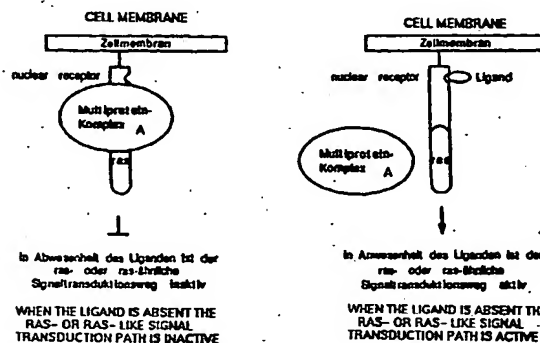 CELL MEMBRANE
Zellmembran
nuclear receptor
Multiprotein-
Komplex A
ras
In Abwesenheit des Liganden ist der
ras- oder ras-ähnliche
Signaltransduktionsweg inaktiv
WHEN THE LIGAND IS ABSENT THE
RAS- OR RAS- LIKE SIGNAL
TRANSDUCTION PATH IS INACTIVE
CELL MEMBRANE
Zellmembran
nuclear receptor
Ligand
Multiprotein-
Komplex A
ras
In Anwesenheit des Liganden ist der
ras- oder ras-ähnliche
Signaltransduktionsweg aktiv
WHEN THE LIGAND IS ABSENT THE
RAS- OR RAS- LIKE SIGNAL
TRANSDUCTION PATH IS ACTIVE